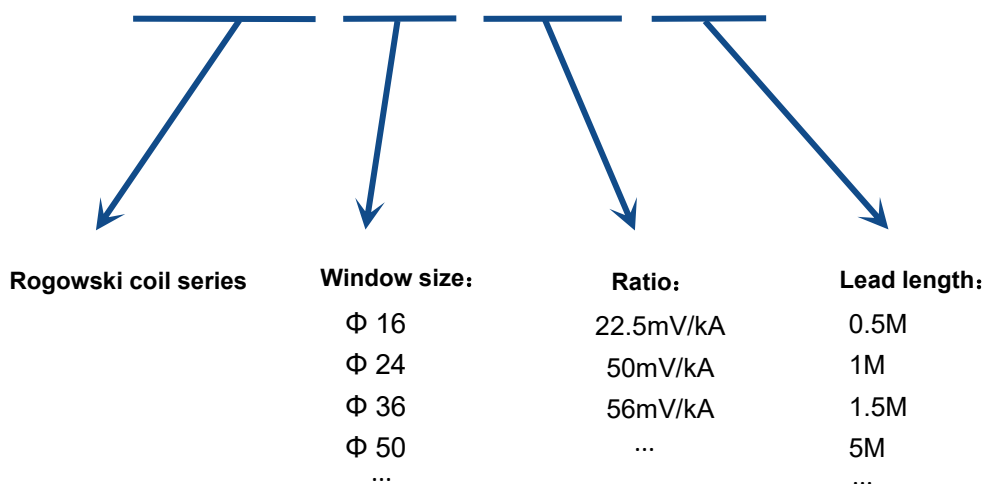 Rogowski coil series
Window size：
Φ 16
Φ 24
Φ 36
Φ 50
...
Ratio：
22.5mV/kA
50mV/kA
56mV/kA
...
Lead length：
0.5M
1M
1.5M
5M
...